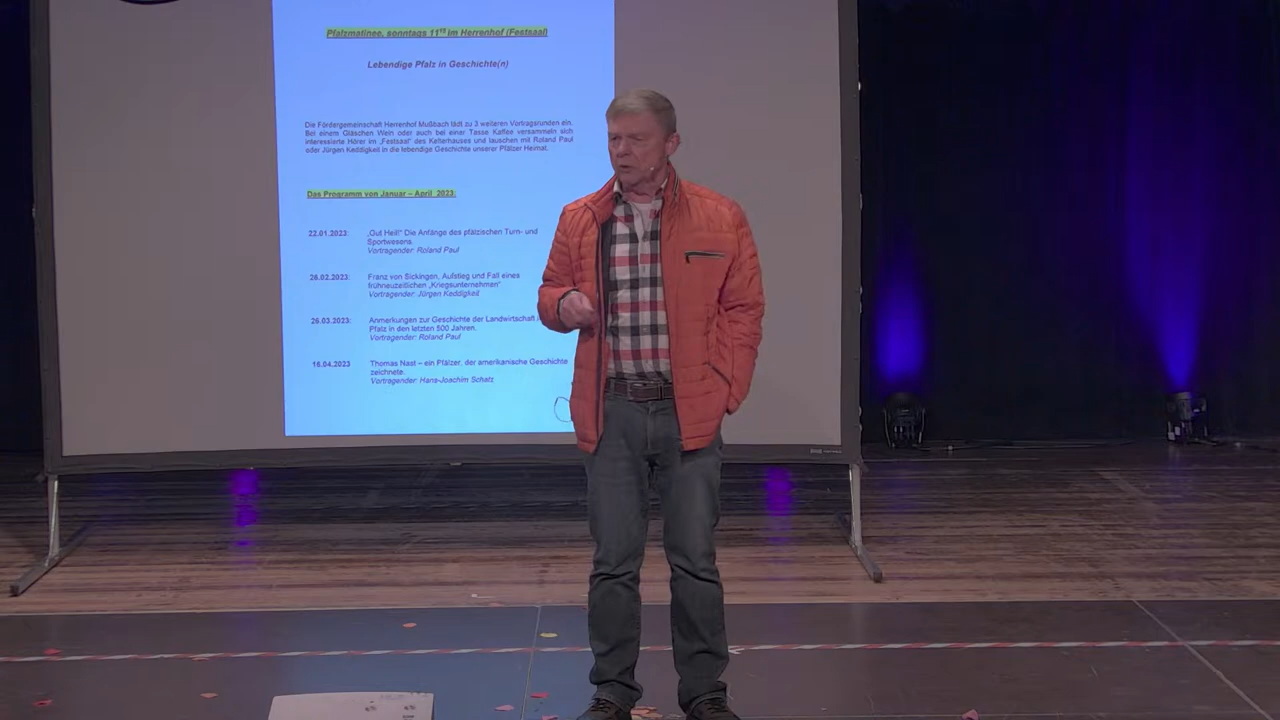 Pfalzmatinee, sonntags 11¹⁵ im Herrenhof (Festsaal)
Lebendige Pfalz in Geschichte(n)
Die Fördergemeinschaft Herrenhof Mußbach lädt zu 3 weiteren Vortragsrunden ein.
Bei einem Gläschen Wein oder auch bei einer Tasse Kaffee versammeln sich
interessierte Hörer im „Festsaal" des Kelterhauses und lauschen mit Roland Paul
oder Jürgen Keddigkeit in die lebendige Geschichte unserer Pfälzer Heimat.
Das Programm von Januar – April 2023:
22.01.2023: „Gut Heil!" Die Anfänge des pfälzischen Turn- und
Sportwesens.
Vortragender: Roland Paul
26.02.2023: Franz von Sickingen, Aufstieg und Fall eines
frühneuzeitlichen „Kriegsunternehmen"
Vortragender: Jürgen Keddigkeit
26.03.2023: Anmerkungen zur Geschichte der Landwirtschaft
Pfalz in den letzten 500 Jahren.
Vortragender: Roland Paul
16.04.2023 Thomas Nast – ein Pfälzer, der amerikanische Geschichte
zeichnete.
Vortragender: Hans-Joachim Schatz